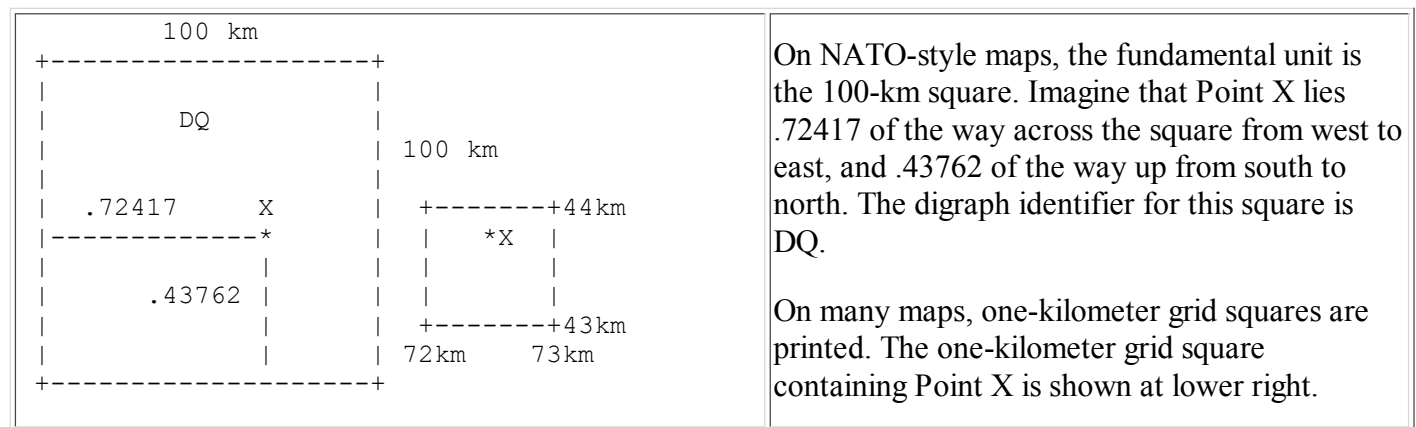 100 km
+---------------------+
| |
| DQ |
| | 100 km
| |
| .72417 X | +-------+44km
|-------------* | | *X |
| | | | |
| .43762 | | | |
| | | +-------+43km
| | | 72km 73km
+---------------------+
On NATO-style maps, the fundamental unit is
the 100-km square. Imagine that Point X lies
.72417 of the way across the square from west to
east, and .43762 of the way up from south to
north. The digraph identifier for this square is
DQ.
On many maps, one-kilometer grid squares are
printed. The one-kilometer grid square
containing Point X is shown at lower right.